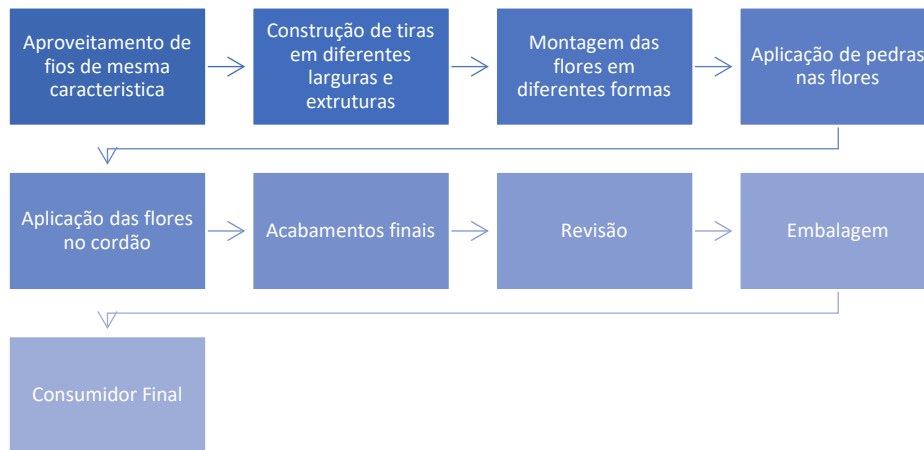 Aproveitamento de
fios de mesma
caracteristica
Construção de tiras
em diferentes
larguras e
extruturas
Montagem das
flores em
diferentes formas
Aplicação de pedras
nas flores
Aplicação das flores
no cordão
Acabamentos finais
Revisão
Embalagem
Consumidor Final